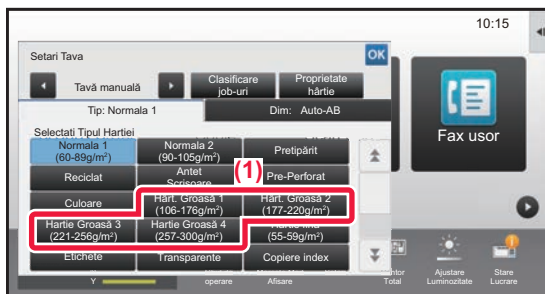 10:15
Setari Tava
OK
Tavă manuală
Clasificare
job-uri
Proprietate
hârtie
Tip: Normala 1
Dim: Auto-AB
Selectati Tipul Hartiei
Normala 1
(60-89g/m²)
Normala 2
(90-105g/m²)
Pretipărit
Reciclat
Antet
Scrisoare
(1)
Pre-Perforat
Culoare
Hârt. Groasă 1
(106-176g/m²)
Hârt. Groasă 2
(177-220g/m²)
Hartie Groasă 3
(221-256g/m²)
Hartie Groasă 4
(257-300g/m²)
(55-59g/m²)
Etichete
Transparente
Copiere index
Fax usor
Y
operare
Afisare
Total
Ajustare
Luminozitate
Stare
Lucrare